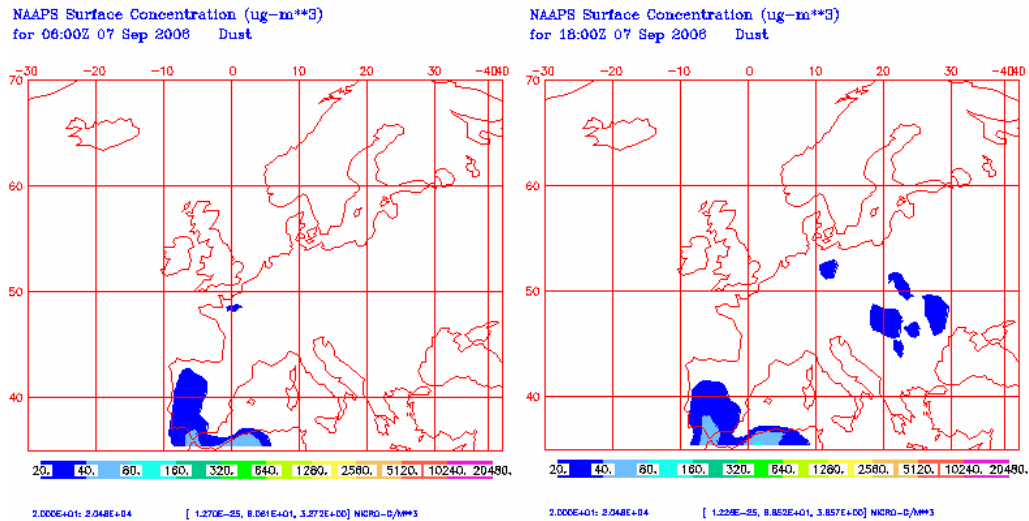 NAAPS Surface Concentration (ug-m**3)
for 06:00Z 07 Sep 2006 Dust
-30 -20 -10 0 10 20 30 -4040
70
60
50
40
20. 40. 60. 160. 320. 640. 1260. 2560. 5120. 10240. 20480.
2.000E+01: 2.048E+04 [ 1.270E-25, 8.061E+01, 3.272E+00] MICRO-G/M**3
NAAPS Surface Concentration (ug-m**3)
for 18:00Z 07 Sep 2006 Dust
-30 -20 -10 0 10 20 30 -4040
70
60
50
40
20. 40. 60. 160. 320. 640. 1260. 2560. 5120. 10240. 20480.
2.000E+01: 2.048E+04 [ 1.226E-25, 8.852E+01, 3.857E+00] MICRO-G/M**3